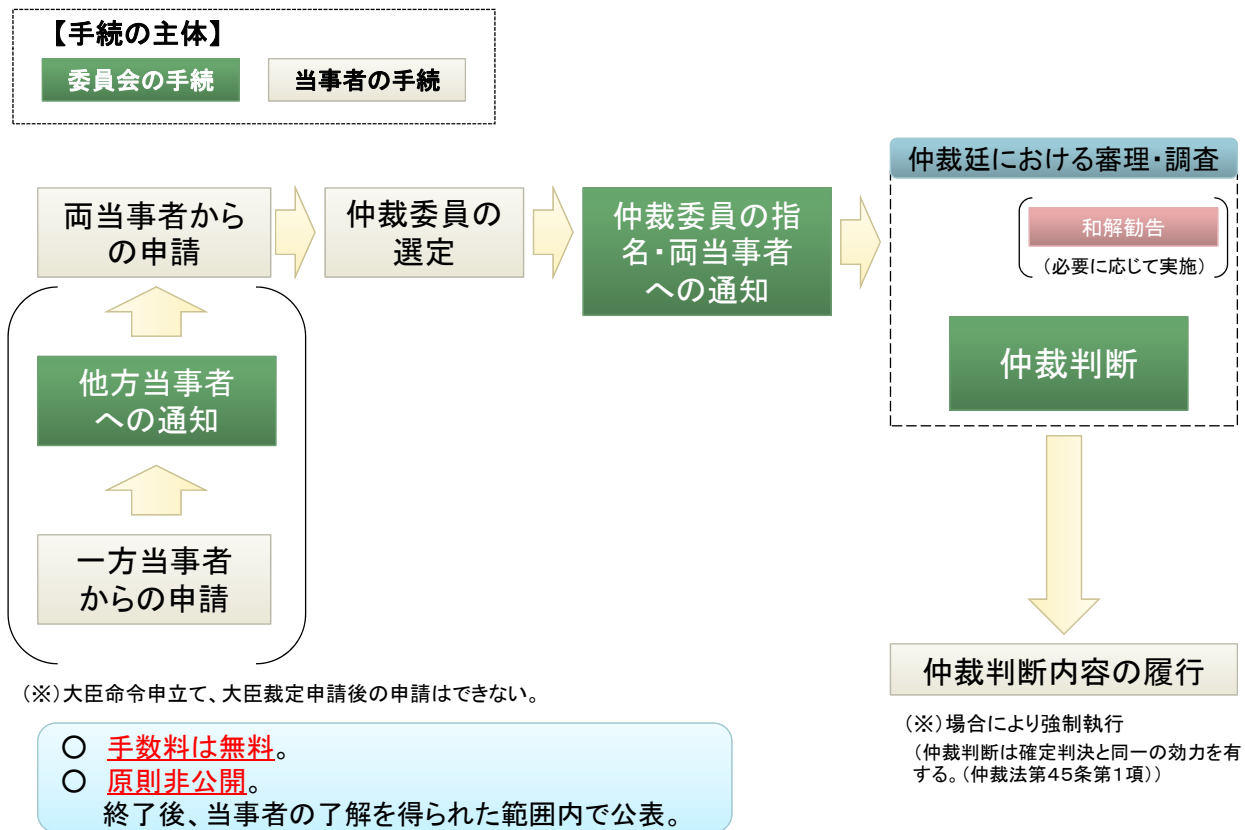 【手続の主体】
委員会の手続
当事者の手続
両当事者から
の申請
仲裁委員の
選定
仲裁委員の指
名・両当事者
への通知
仲裁廷における審理・調査
和解勧告
（必要に応じて実施）
仲裁判断
他方当事者
への通知
一方当事者
からの申請
（※）大臣命令申立て、大臣裁定申請後の申請はできない。
仲裁判断内容の履行
（※）場合により強制執行
（仲裁判断は確定判決と同一の効力を有
する。（仲裁法第45条第1項））
○ 手数料は無料。
○ 原則非公開。
終了後、当事者の了解を得られた範囲内で公表。